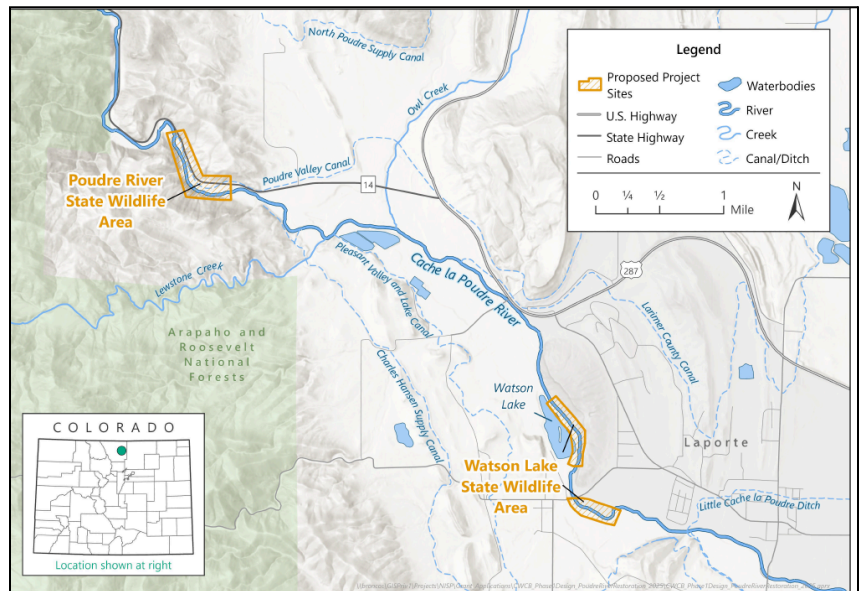 North Poudre Supply Canal
Owl Creek
Poudre Valley Canal
Poudre River
State Wildlife
Area
14
Lewstone Creek
Pleasant Valley and Lake Canal
Cache la Poudre River
287
Larimer County Canal
Arapaho and
Roosevelt
National
Forests
Charles Hansen Supply Canal
Watson
Lake
Laporte
Watson Lake
State Wildlife
Area
Little Cache la Poudre Ditch
Legend
Proposed Project
Sites
U.S. Highway
State Highway
Roads
Waterbodies
River
Creek
Canal/Ditch
0 ¼ ½ 1
Mile
N
COLORADO
Location shown at right